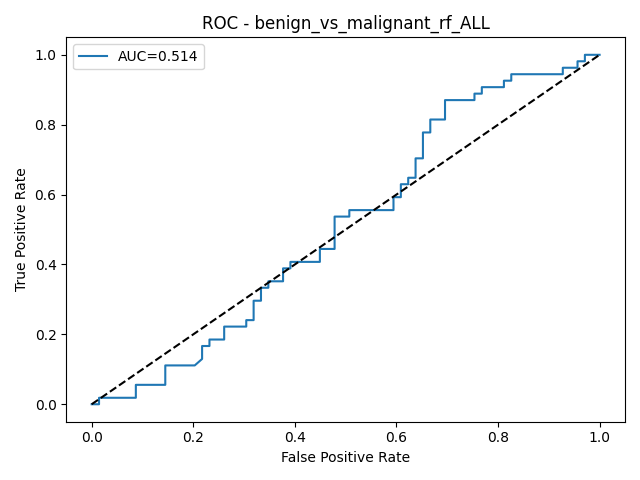 ROC - benign_vs_malignant_rf_ALL
AUC=0.514
True Positive Rate
1.0
0.8
0.6
0.4
0.2
0.0
0.0 0.2 0.4 0.6 0.8 1.0
False Positive Rate